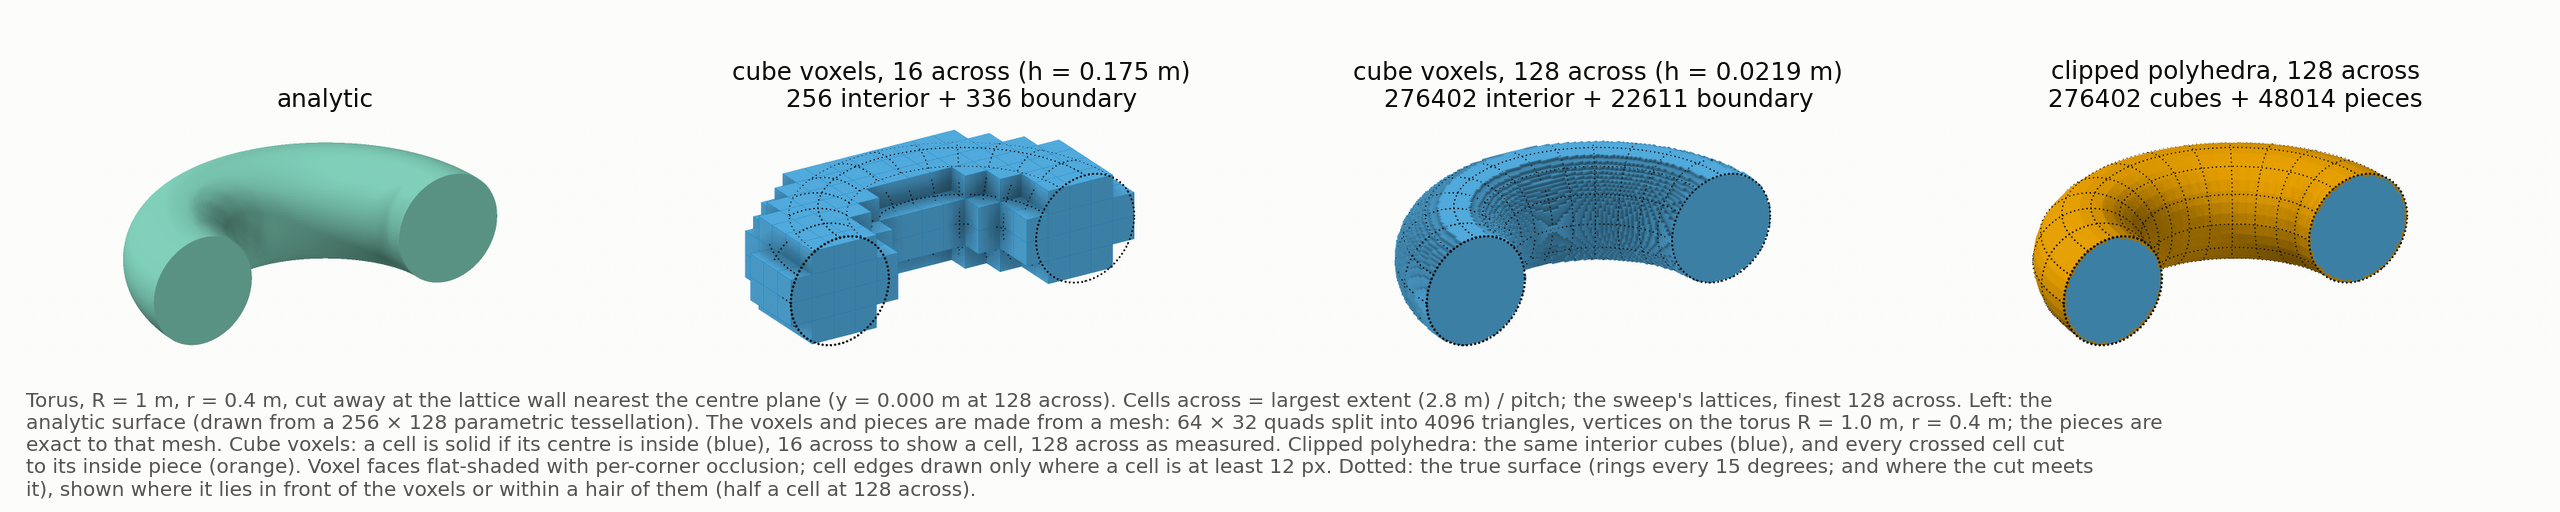 analytic
cube voxels, 16 across (h = 0.175 m)
256 interior + 336 boundary
cube voxels, 128 across (h = 0.0219 m)
276402 interior + 22611 boundary
clipped polyhedra, 128 across
276402 cubes + 48014 pieces
Torus, R = 1 m, r = 0.4 m, cut away at the lattice wall nearest the centre plane (y = 0.000 m at 128 across). Cells across = largest extent (2.8 m) / pitch; the sweep's lattices, finest 128 across. Left: the
analytic surface (drawn from a 256 × 128 parametric tessellation). The voxels and pieces are made from a mesh: 64 × 32 quads split into 4096 triangles, vertices on the torus R = 1.0 m, r = 0.4 m; the pieces are
exact to that mesh. Cube voxels: a cell is solid if its centre is inside (blue), 16 across to show a cell, 128 across as measured. Clipped polyhedra: the same interior cubes (blue), and every crossed cell cut
to its inside piece (orange). Voxel faces flat-shaded with per-corner occlusion; cell edges drawn only where a cell is at least 12 px. Dotted: the true surface (rings every 15 degrees; and where the cut meets
it), shown where it lies in front of the voxels or within a hair of them (half a cell at 128 across).